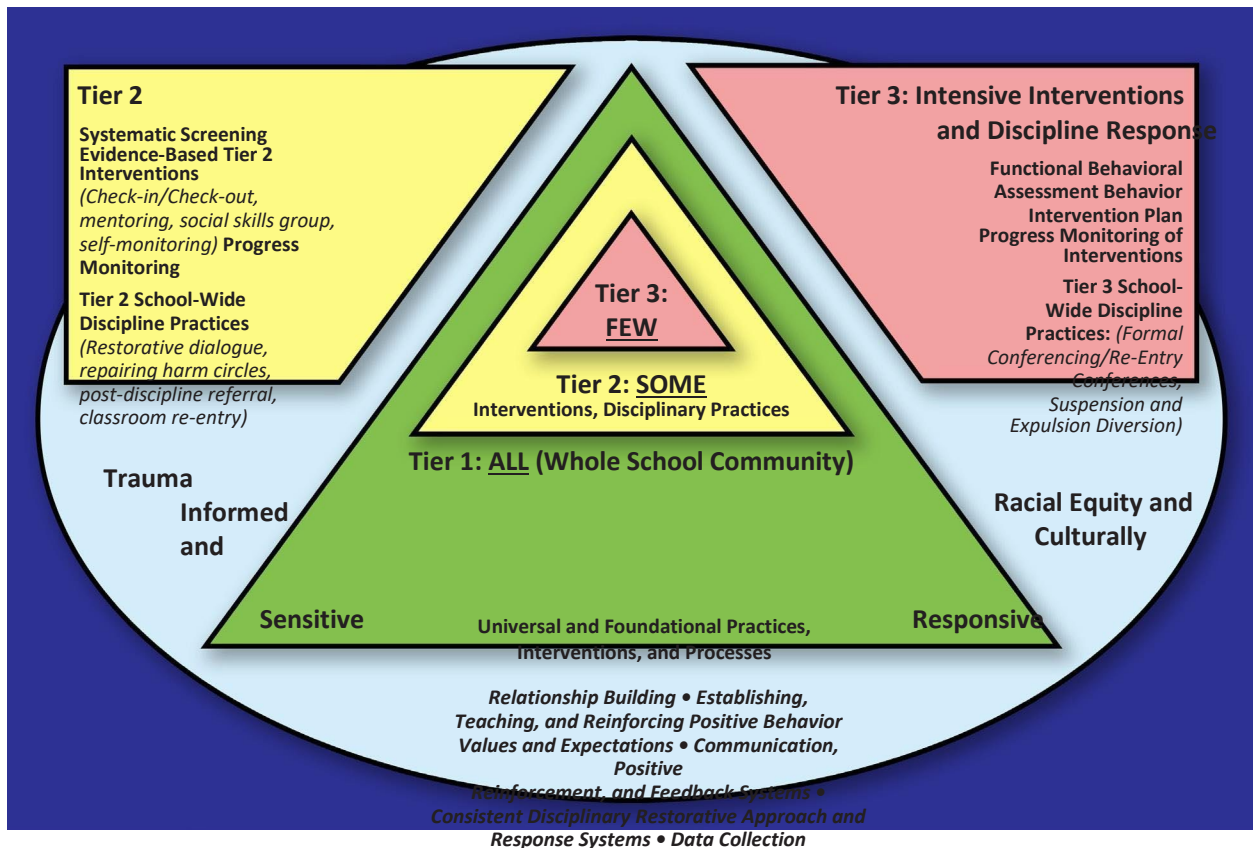 Tier 2
Systematic Screening
Evidence-Based Tier 2
Interventions
(Check-in/Check-out,
mentoring, social skills group,
self-monitoring) Progress
Monitoring
Tier 2 School-Wide
Discipline Practices
(Restorative dialogue,
repairing harm circles,
post-discipline referral,
classroom re-entry)
Tier 3: Intensive Interventions
and Discipline Response
Functional Behavioral
Assessment Behavior
Intervention Plan
Progress Monitoring of
Interventions
Tier 3 School-
Wide Discipline
Practices: (Formal
Conferencing/Re-Entry
Conferences,
Suspension and
Expulsion Diversion)
Tier 3:
FEW
Tier 2: SOME
Interventions, Disciplinary Practices
Tier 1: ALL (Whole School Community)
Trauma
Informed
and
Sensitive
Racial Equity and
Culturally
Responsive
Universal and Foundational Practices,
Interventions, and Processes
Relationship Building • Establishing,
Teaching, and Reinforcing Positive Behavior
Values and Expectations • Communication,
Positive
Reinforcement, and Feedback Systems •
Consistent Disciplinary Restorative Approach and
Response Systems • Data Collection